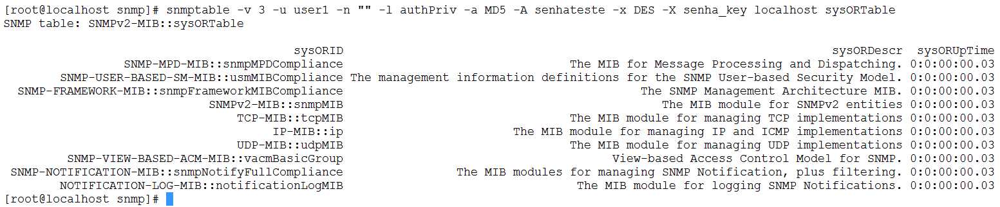 [root@localhost snmp]# snmptable -v 3 -u user1 -n "" -l authPriv -a MD5 -A senhateste -x DES -X senha_key localhost sysORTable
SNMP table: SNMPv2-MIB::sysORTable
sysORID sysORDescr sysORUpTime
SNMP-MPD-MIB::snmpMPDCompliance The MIB for Message Processing and Dispatching. 0:0:00:00.03
SNMP-USER-BASED-SM-MIB::usmMIBCompliance The management information definitions for the SNMP User-based Security Model. 0:0:00:00.03
SNMP-FRAMEWORK-MIB::snmpFrameworkMIBCompliance The SNMP Management Architecture MIB. 0:0:00:00.03
SNMPv2-MIB::snmpMIB The MIB module for SNMPv2 entities 0:0:00:00.03
TCP-MIB::tcpMIB The MIB module for managing TCP implementations 0:0:00:00.03
IP-MIB::ip The MIB module for managing IP and ICMP implementations 0:0:00:00.03
UDP-MIB::udpMIB The MIB module for managing UDP implementations 0:0:00:00.03
SNMP-VIEW-BASED-ACM-MIB::vacmBasicGroup View-based Access Control Model for SNMP. 0:0:00:00.03
SNMP-NOTIFICATION-MIB::snmpNotifyFullCompliance The MIB modules for managing SNMP Notification, plus filtering. 0:0:00:00.03
NOTIFICATION-LOG-MIB::notificationLogMIB The MIB module for logging SNMP Notifications. 0:0:00:00.03
[root@localhost snmp]#